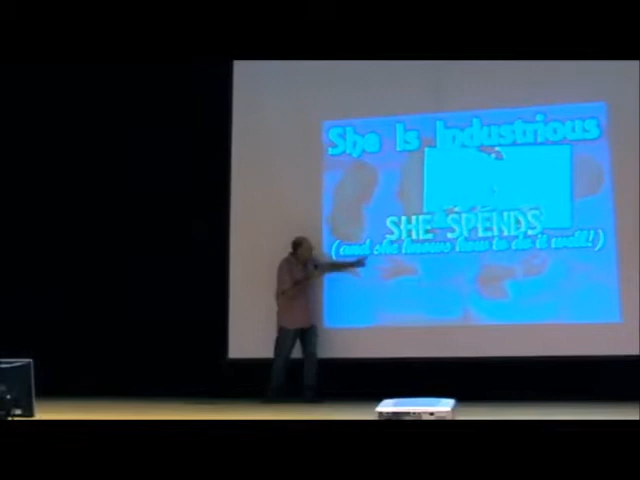 She Is Industrious
SHE SPENDS
(and she knows how to do it well!)